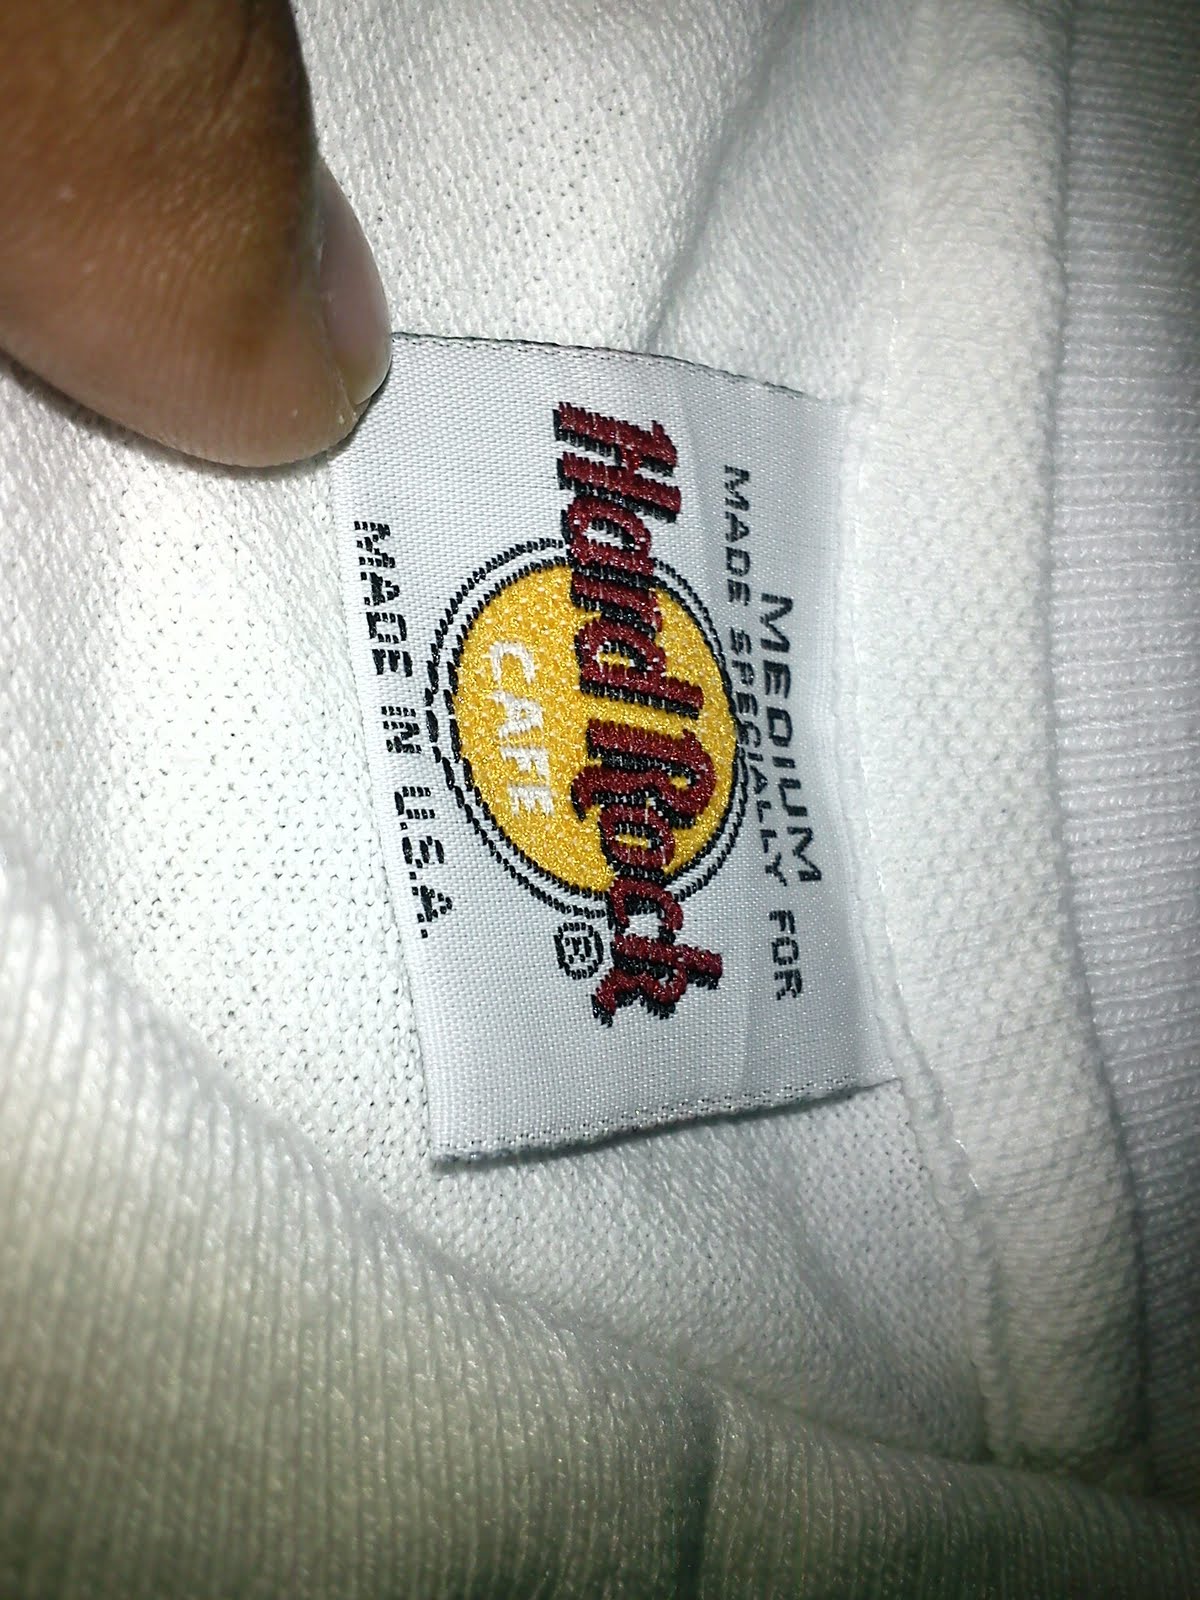 MEDIUM
MADE SPECIALLY FOR
Hard Rock
CAFE
®
MADE IN U.S.A.